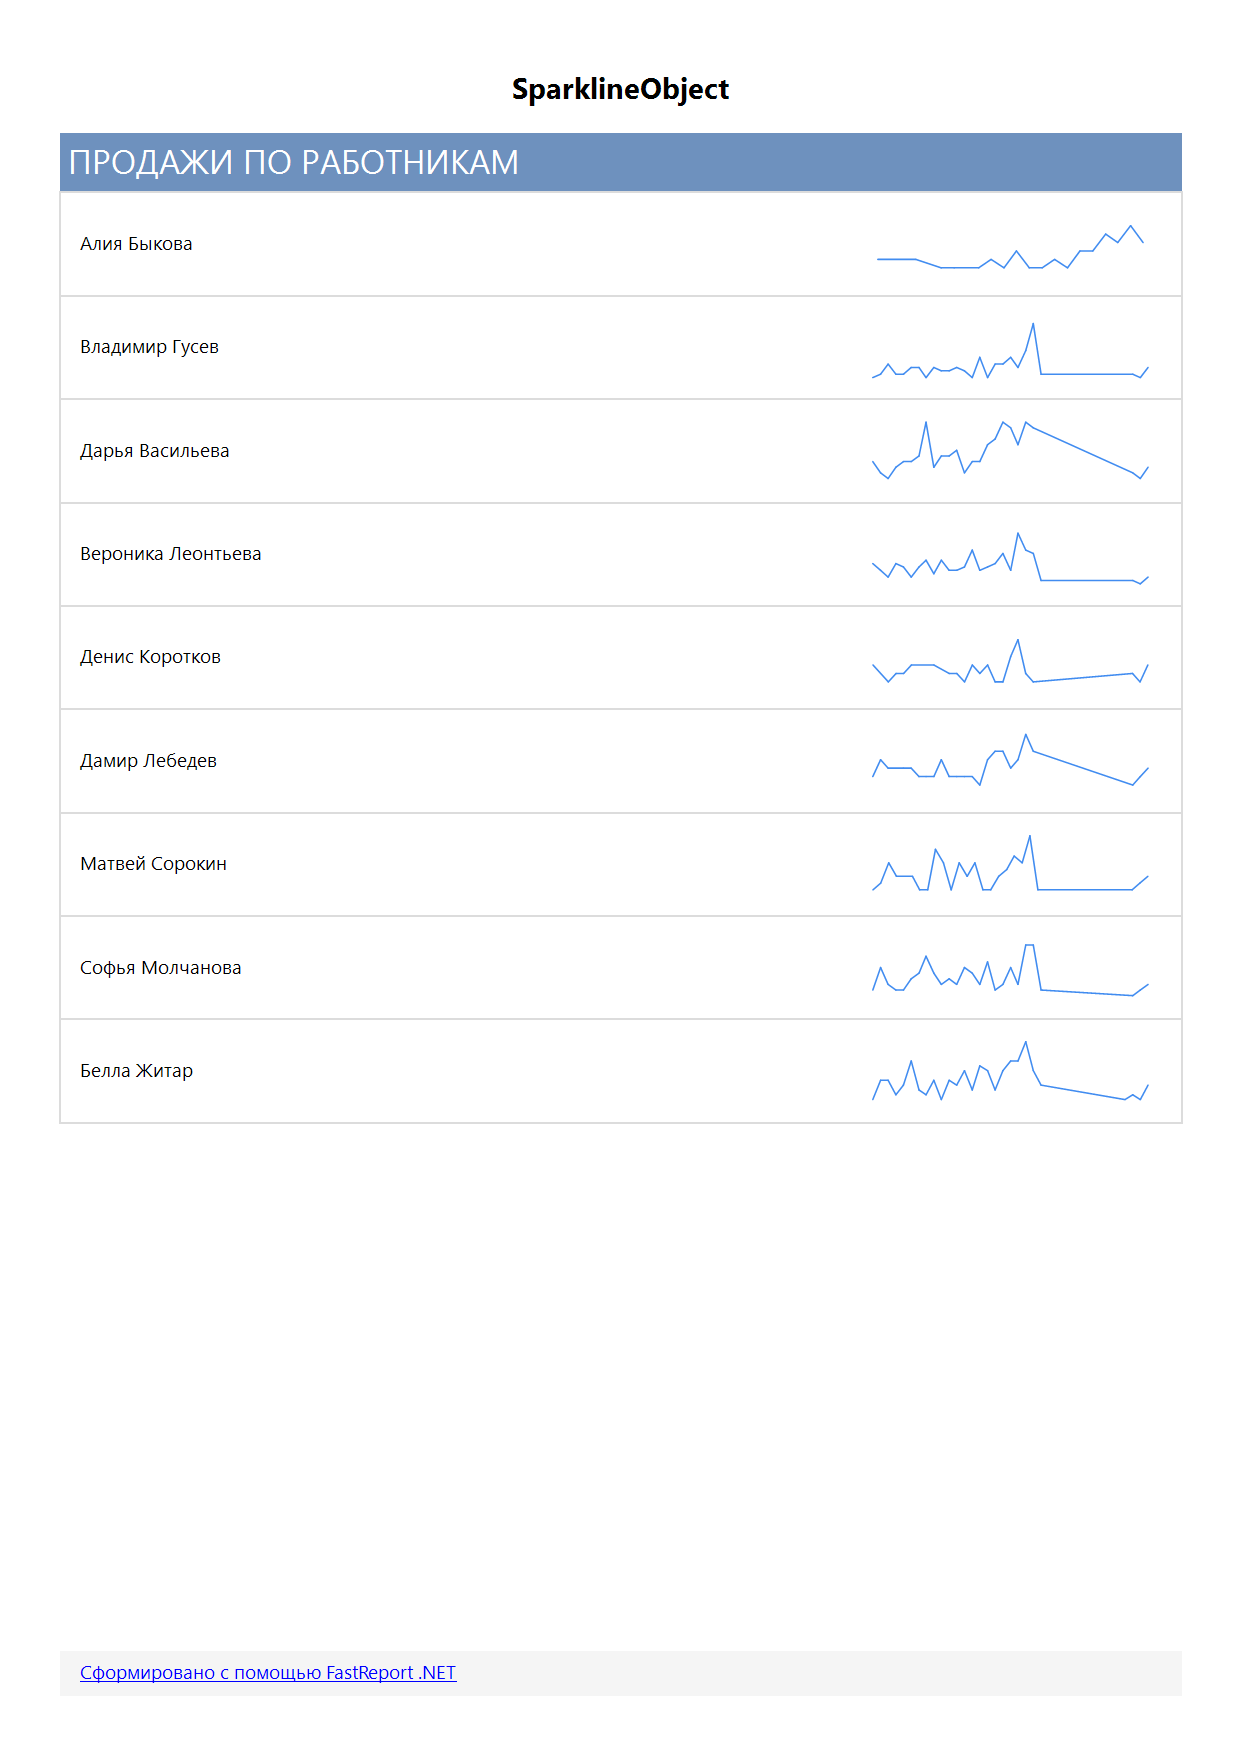 SparklineObject
ПРОДАЖИ ПО РАБОТНИКАМ
Алия Быкова
Владимир Гусев
Дарья Васильева
Вероника Леонтьева
Денис Коротков
Дамир Лебедев
Матвей Сорокин
Софья Молчанова
Белла Житар
Сформировано с помощью FastReport .NET